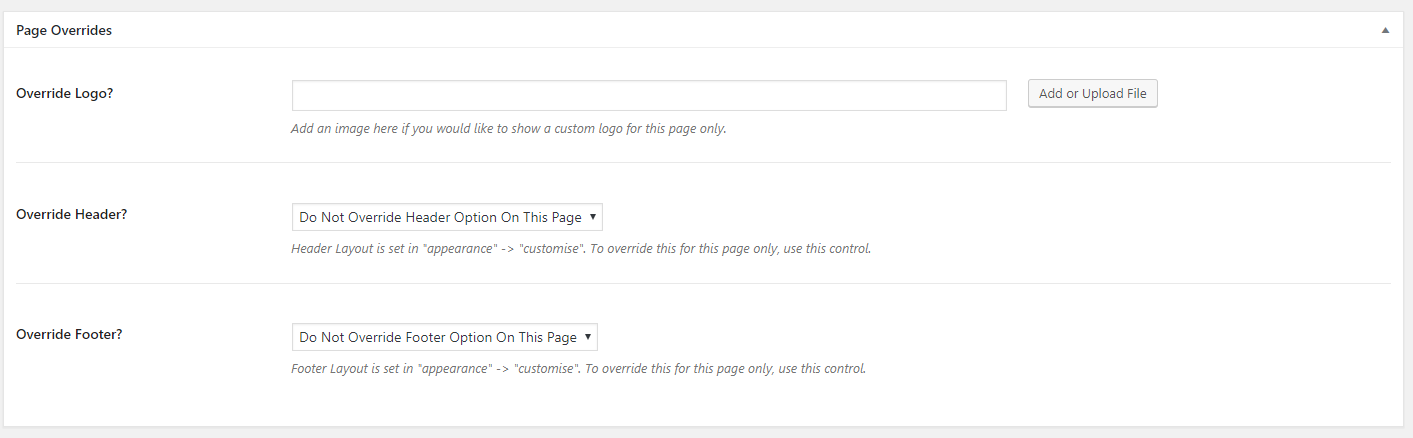 Page Overrides
Override Logo?
Add or Upload File
Add an image here if you would like to show a custom logo for this page only.
Override Header?
Do Not Override Header Option On This Page
Header Layout is set in "appearance" -> "customise". To override this for this page only, use this control.
Override Footer?
Do Not Override Footer Option On This Page
Footer Layout is set in "appearance" -> "customise". To override this for this page only, use this control.